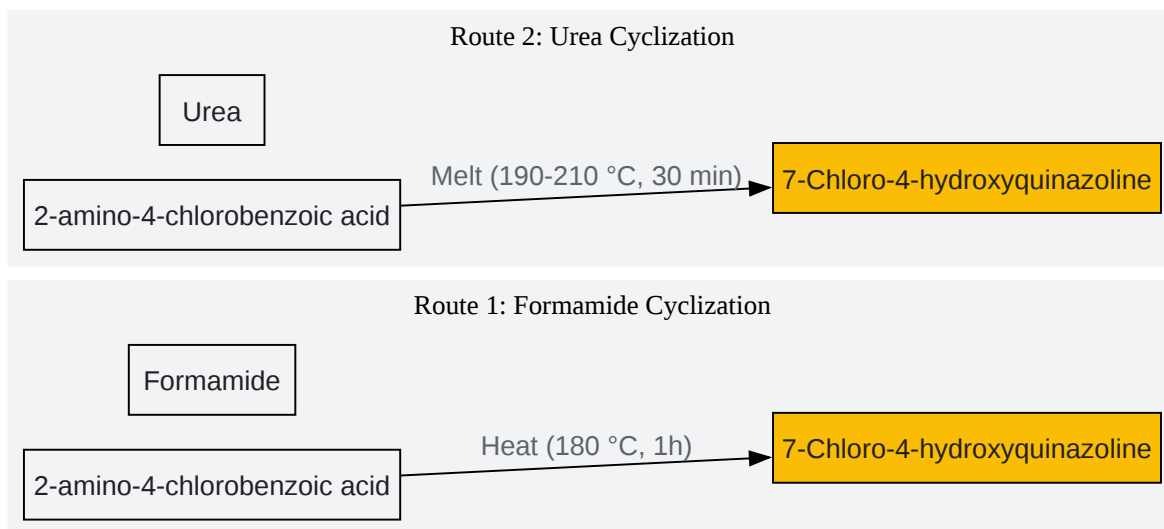 Route 2: Urea Cyclization
Urea
Melt (190-210 °C, 30 min)
7-Chloro-4-hydroxyquinazoline
2-amino-4-chlorobenzoic acid
Route 1: Formamide Cyclization
Formamide
Heat (180 °C, 1h)
7-Chloro-4-hydroxyquinazoline
2-amino-4-chlorobenzoic acid